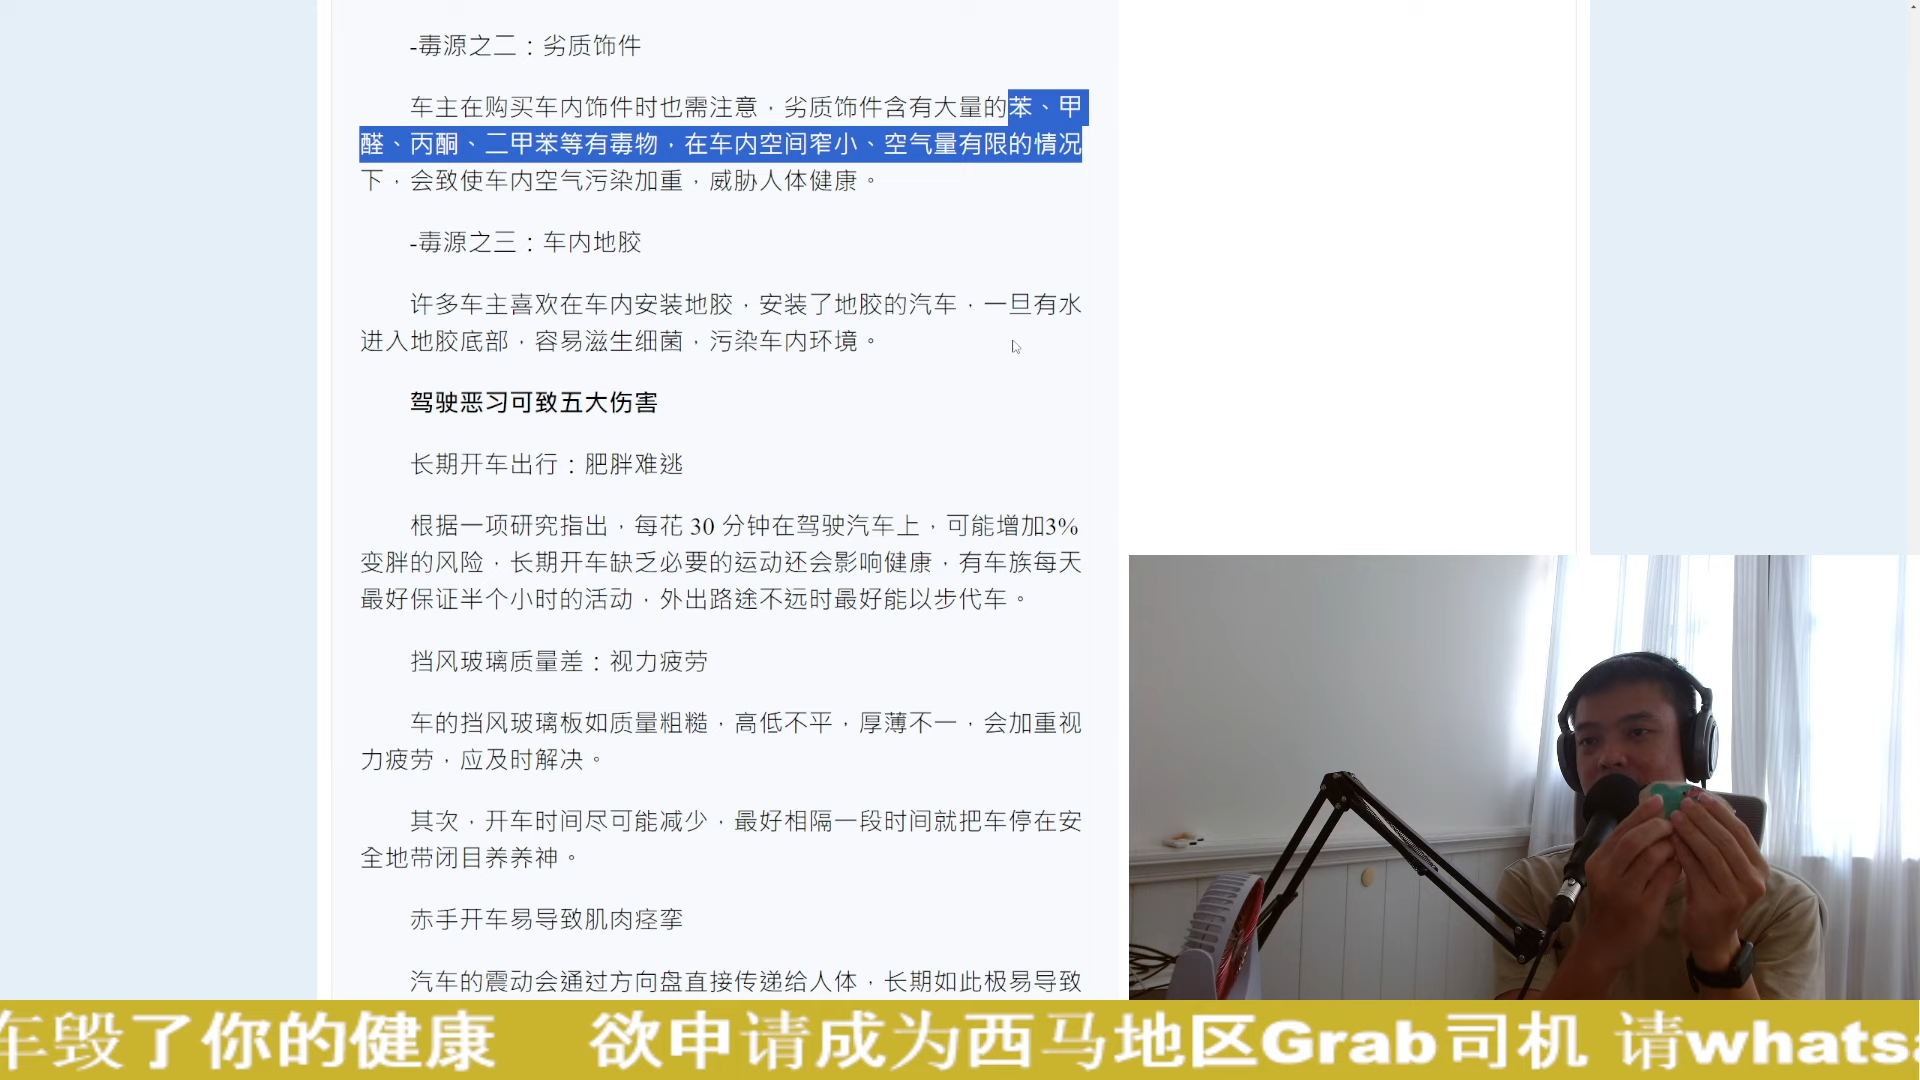 -毒源之二：劣质饰件
车主在购买车内饰件时也需注意，劣质饰件含有大量的苯、甲
醛、丙酮、二甲苯等有毒物，在车内空间窄小、空气量有限的情况
下，会致使车内空气污染加重，威胁人体健康。
-毒源之三：车内地胶
许多车主喜欢在车内安装地胶，安装了地胶的汽车，一旦有水
进入地胶底部，容易滋生细菌，污染车内环境。
驾驶恶习可致五大伤害
长期开车出行：肥胖难逃
根据一项研究指出，每花 30 分钟在驾驶汽车上，可能增加3%
变胖的风险，长期开车缺乏必要的运动还会影响健康，有车族每天
最好保证半个小时的活动，外出路途不远时最好能以步代车。
挡风玻璃质量差：视力疲劳
车的挡风玻璃板如质量粗糙，高低不平，厚薄不一，会加重视
力疲劳，应及时解决。
其次，开车时间尽可能减少，最好相隔一段时间就把车停在安
全地带闭目养养神。
赤手开车易导致肌肉痉挛
汽车的震动会通过方向盘直接传递给人体，长期如此极易导致
车毁了你的健康 欲申请成为西马地区Grab司机 请whatsa